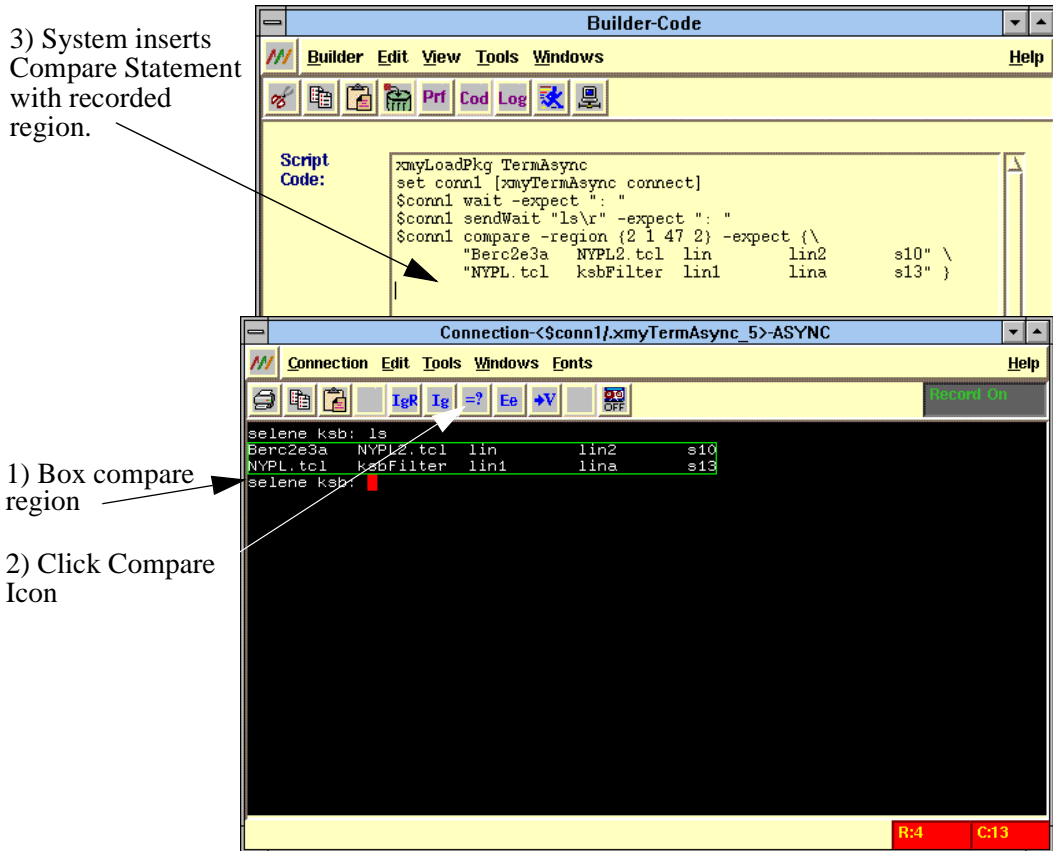 3) System inserts
Compare Statement
with recorded
region.
Builder-Code
Builder Edit View Tools Windows Help
Prf Cod Log
Script
Code:
xmyLoadPkg TermAsync
set conn1 [xmyTermAsync connect]
$conn1 wait -expect ": "
$conn1 sendWait "ls\r" -expect ": "
$conn1 compare -region {2 1 47 2} -expect {\
"Berc2e3a NYPL2.tcl lin lin2 s10" \
"NYPL.tcl ksbFilter lin1 lina s13" }
Connection-<$conn1/.xmyTermAsync_5>-ASYNC
Connection Edit Tools Windows Fonts Help
IgR Ig =? Ee →V OFF
Record On
selene ksb: ls
Berc2e3a NYPL2.tcl lin lin2 s10
NYPL.tcl ksbFilter lin1 lina s13
selene ksb:
1) Box compare
region
2) Click Compare
Icon
R:4 C:13